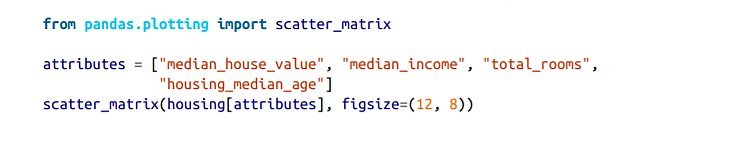 from pandas.plotting import scatter_matrix
attributes = ["median_house_value", "median_income", "total_rooms",
"housing_median_age"]
scatter_matrix(housing[attributes], figsize=(12, 8))